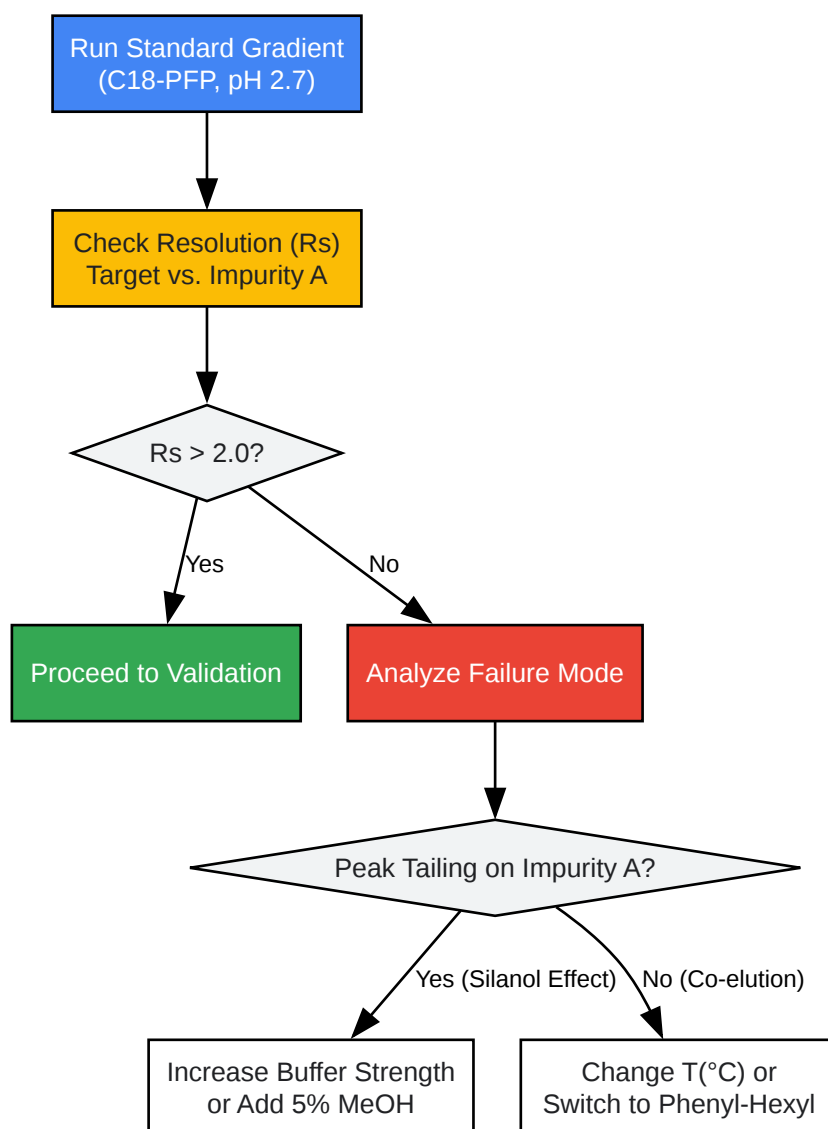 Run Standard Gradient
(C18-PFP, pH 2.7)
Check Resolution (Rs)
Target vs. Impurity A
Rs > 2.0?
Yes
No
Proceed to Validation
Analyze Failure Mode
Peak Tailing on Impurity A?
Yes (Silanol Effect)
No (Co-elution)
Increase Buffer Strength
or Add 5% MeOH
Change T(°C) or
Switch to Phenyl-Hexyl